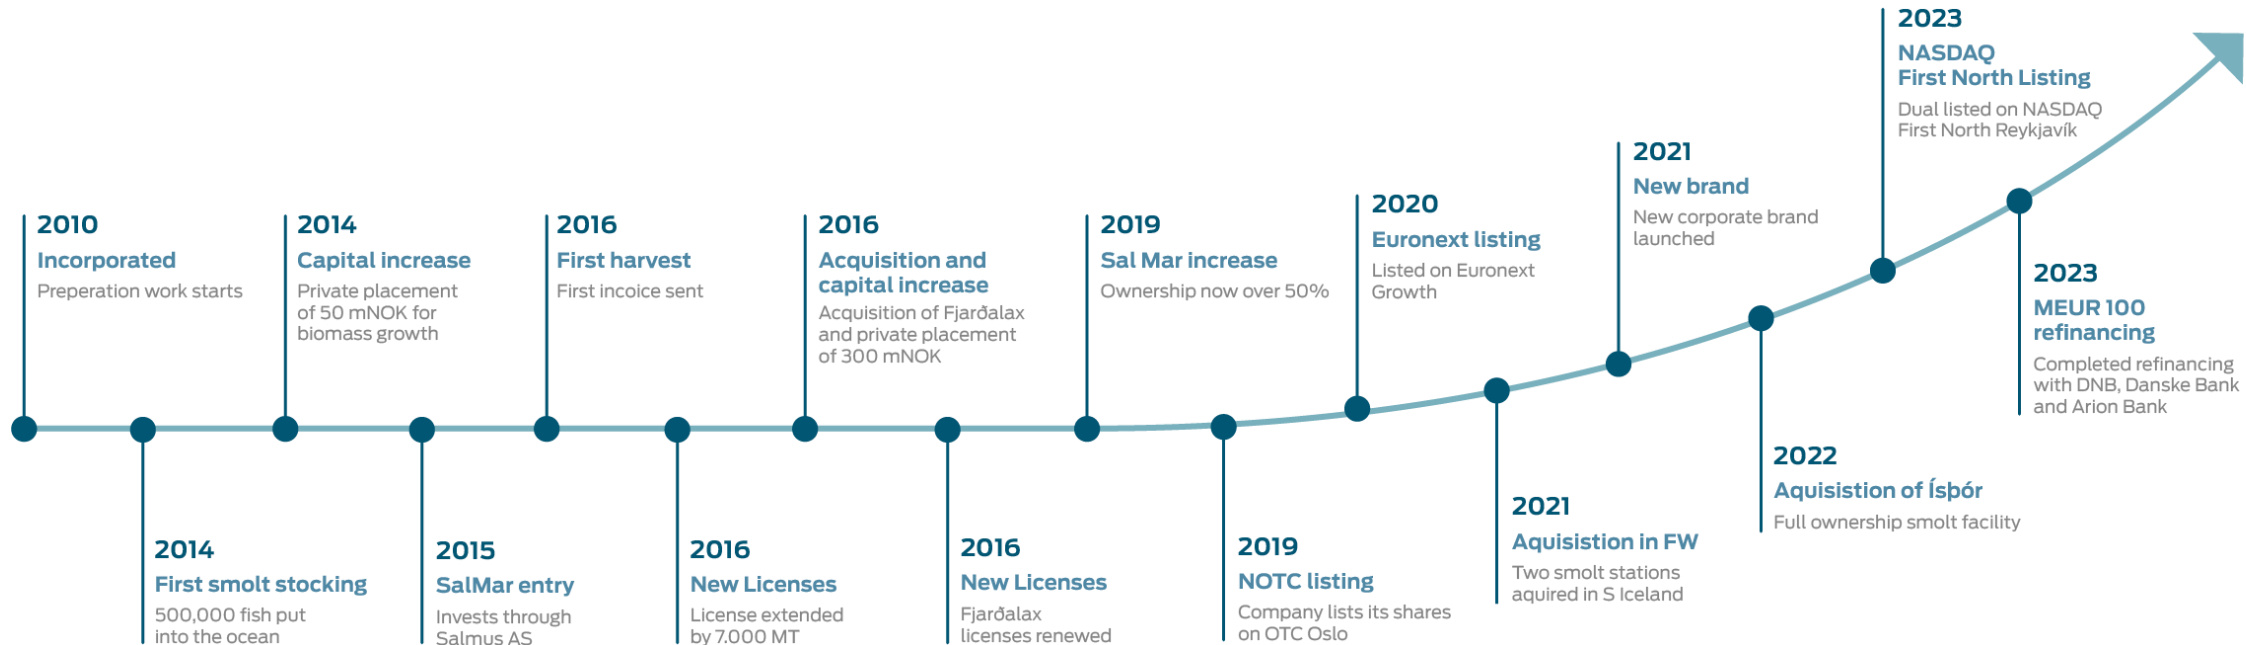 2010
Incorporated
Preperation work starts
2014
First smolt stocking
500,000 fish put
into the ocean
2014
Capital increase
Private placement
of 50 mNOK for
biomass growth
2015
SalMar entry
Invests through
Salmus AS
2016
First harvest
First incoice sent
2016
New Licenses
License extended
by 7.000 MT
2016
Acquisition and
capital increase
Acquisition of Fjarðalax
and private placement
of 300 mNOK
2016
New Licenses
Fjarðalax
licenses renewed
2019
Sal Mar increase
Ownership now over 50%
2019
NOTC listing
Company lists its shares
on OTC Oslo
2020
Euronext listing
Listed on Euronext
Growth
2021
Aquisistion in FW
Two smolt stations
aquired in S Iceland
2021
New brand
New corporate brand
launched
2022
Aquisistion of Ísþór
Full ownership smolt facility
2023
NASDAQ
First North Listing
Dual listed on NASDAQ
First North Reykjavík
2023
MEUR 100
refinancing
Completed refinancing
with DNB, Danske Bank
and Arion Bank